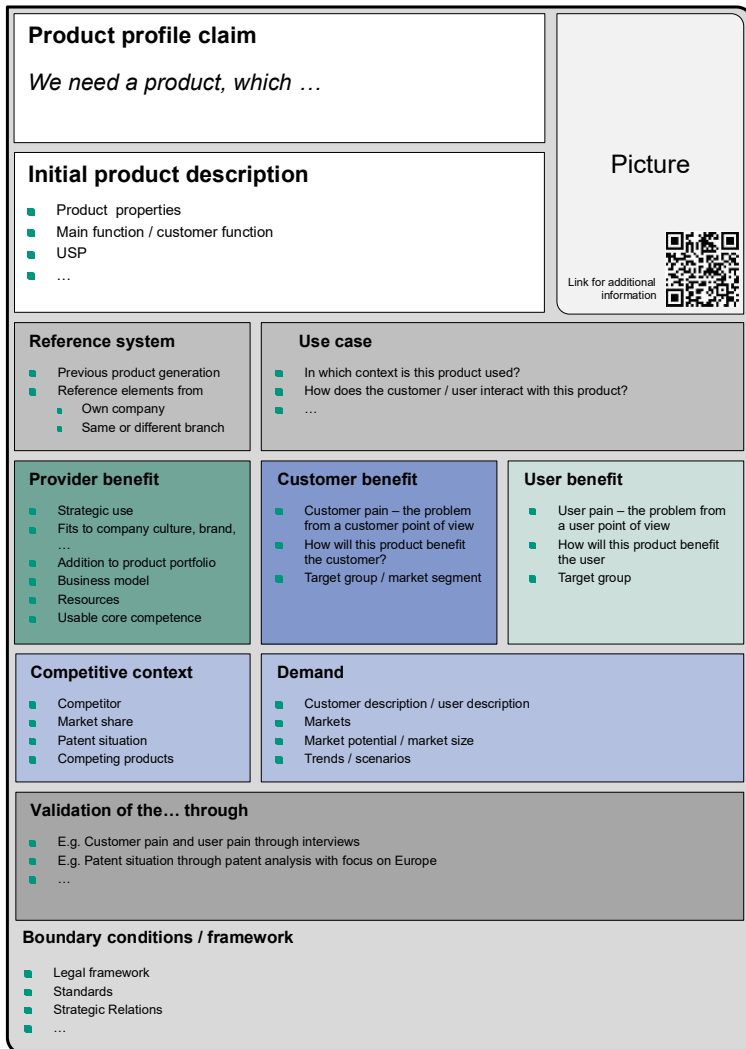 Product profile claim
We need a product, which …
Picture
Link for additional
information
Initial product description
Product properties
Main function / customer function
USP
…
Reference system
Previous product generation
Reference elements from
Own company
Same or different branch
Use case
In which context is this product used?
How does the customer / user interact with this product?
…
Provider benefit
Strategic use
Fits to company culture, brand,
…
Addition to product portfolio
Business model
Resources
Usable core competence
Customer benefit
Customer pain – the problem
from a customer point of view
How will this product benefit
the customer?
Target group / market segment
User benefit
User pain – the problem from
a user point of view
How will this product benefit
the user
Target group
Competitive context
Competitor
Market share
Patent situation
Competing products
Demand
Customer description / user description
Markets
Market potential / market size
Trends / scenarios
Validation of the… through
E.g. Customer pain and user pain through interviews
E.g. Patent situation through patent analysis with focus on Europe
…
Boundary conditions / framework
Legal framework
Standards
Strategic Relations
…